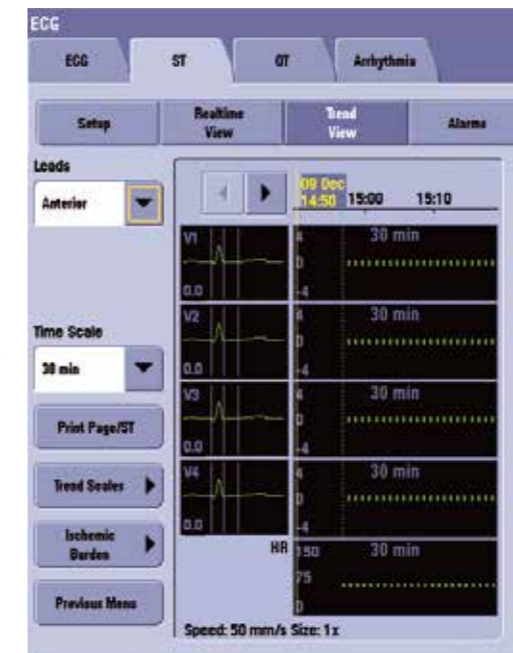 ECG
ECG ST QT Arrhythmia
Setup Realtime View Trend View Alarms
Leads
Anterior
09 Dec
14:50 15:00 15:10
V1 4 30 min
0
0.0 -4
V2 4 30 min
0
0.0 -4
Time Scale
30 min
V3 4 30 min
0
0.0 -4
Print Page/ST
V4 4 30 min
0
0.0 -4
Trend Scales
Ischemic Burden
HR 150 30 min
75
0
Previous Menu
Speed: 50 mm/s Size: 1x